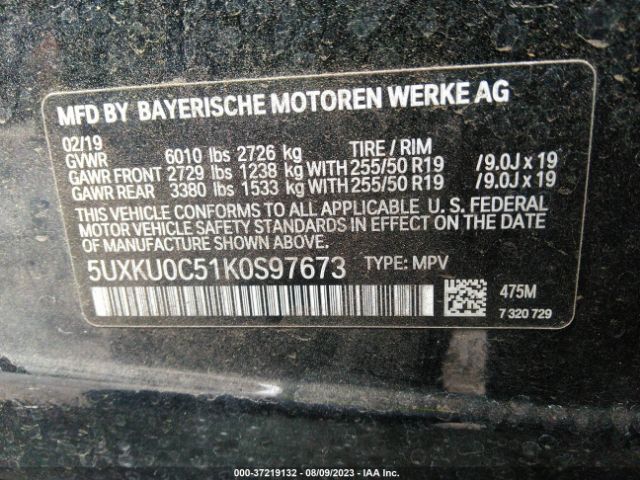 MFD BY BAYERISCHE MOTOREN WERKE AG
02/19
GVWR 6010 lbs 2726 kg TIRE / RIM
GAWR FRONT 2729 lbs 1238 kg WITH 255/50 R19 /9.0J x 19
GAWR REAR 3380 lbs 1533 kg WITH 255/50 R19 /9.0J x 19
THIS VEHICLE CONFORMS TO ALL APPLICABLE U. S. FEDERAL
MOTOR VEHICLE SAFETY STANDARDS IN EFFECT ON THE DATE
OF MANUFACTURE SHOWN ABOVE.
5UXKU0C51K0S97673 TYPE: MPV
475M
7 320 729
000-37219132 - 08/09/2023 - IAA Inc.